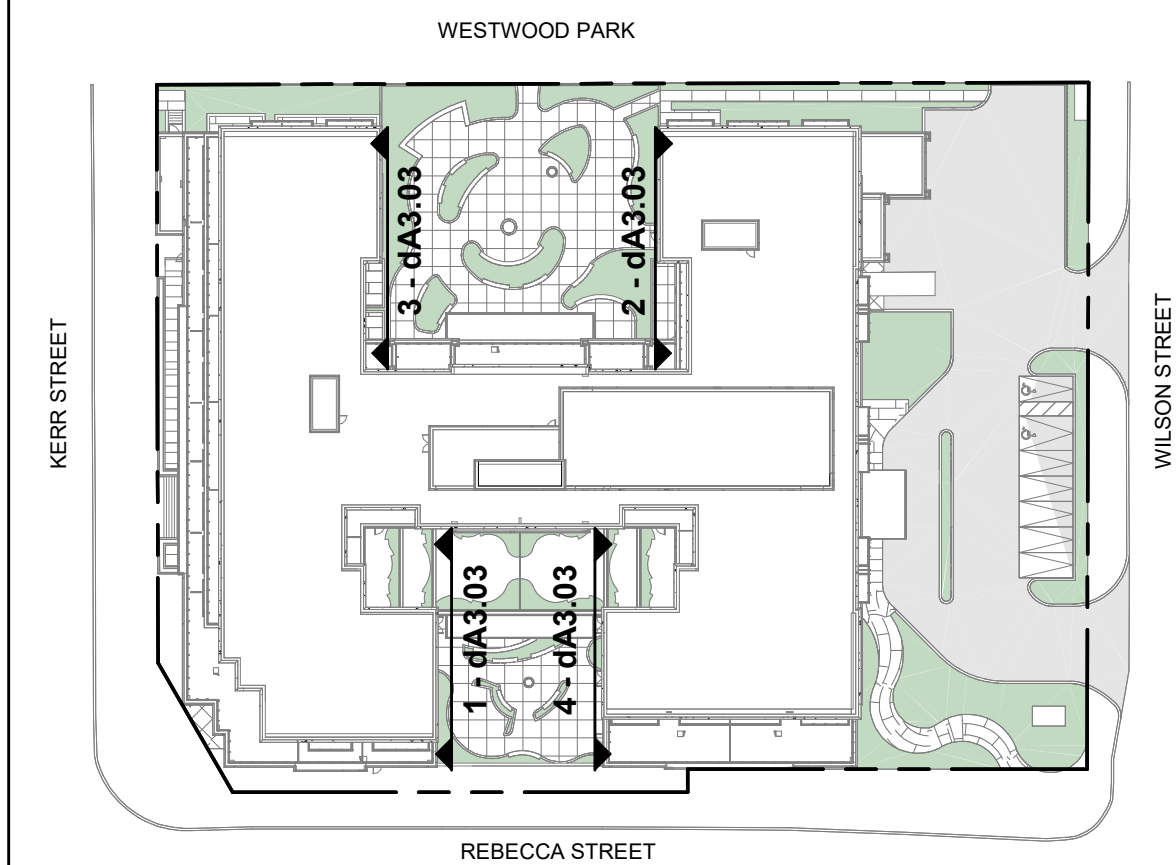 WESTWOOD PARK
KERR STREET
3 - dA3.03
2 - dA3.03
WILSON STREET
1 - dA3.03
4 - dA3.03
REBECCA STREET